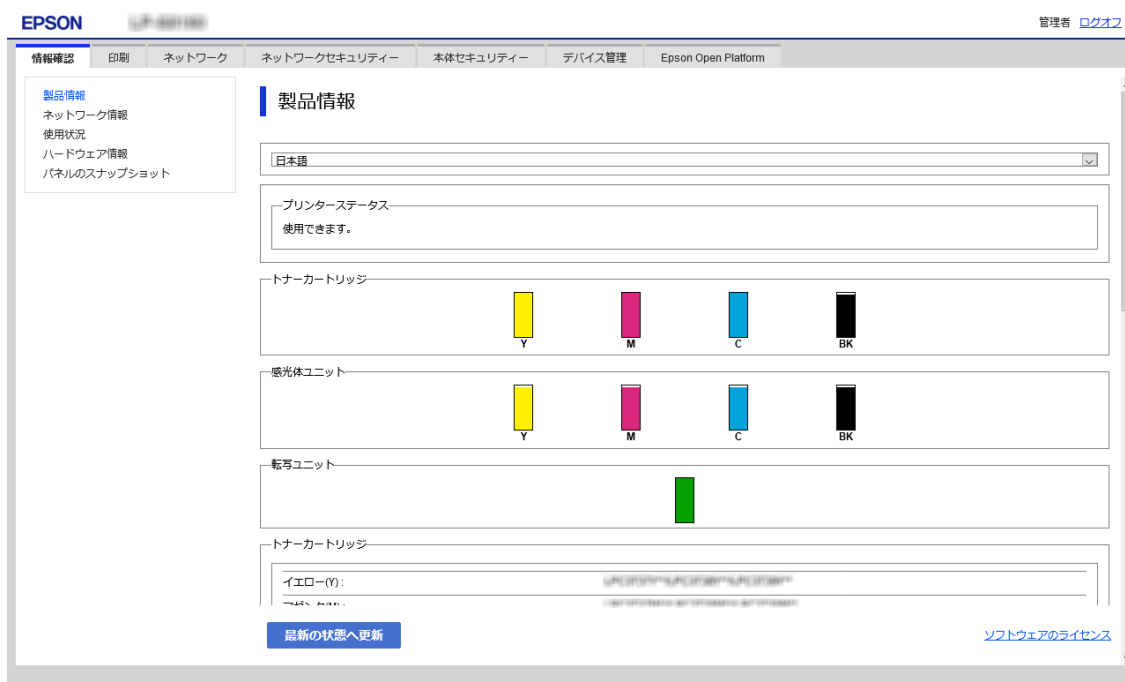 EPSON
管理者 ログオフ
情報確認 印刷 ネットワーク ネットワークセキュリティー 本体セキュリティー デバイス管理 Epson Open Platform
製品情報
ネットワーク情報
使用状況
ハードウェア情報
パネルのスナップショット
製品情報
日本語
プリンターステータス
使用できます。
トナーカートリッジ
Y M C BK
感光体ユニット
Y M C BK
転写ユニット
トナーカートリッジ
イエロー(Y) :
最新の状態へ更新
ソフトウェアのライセンス